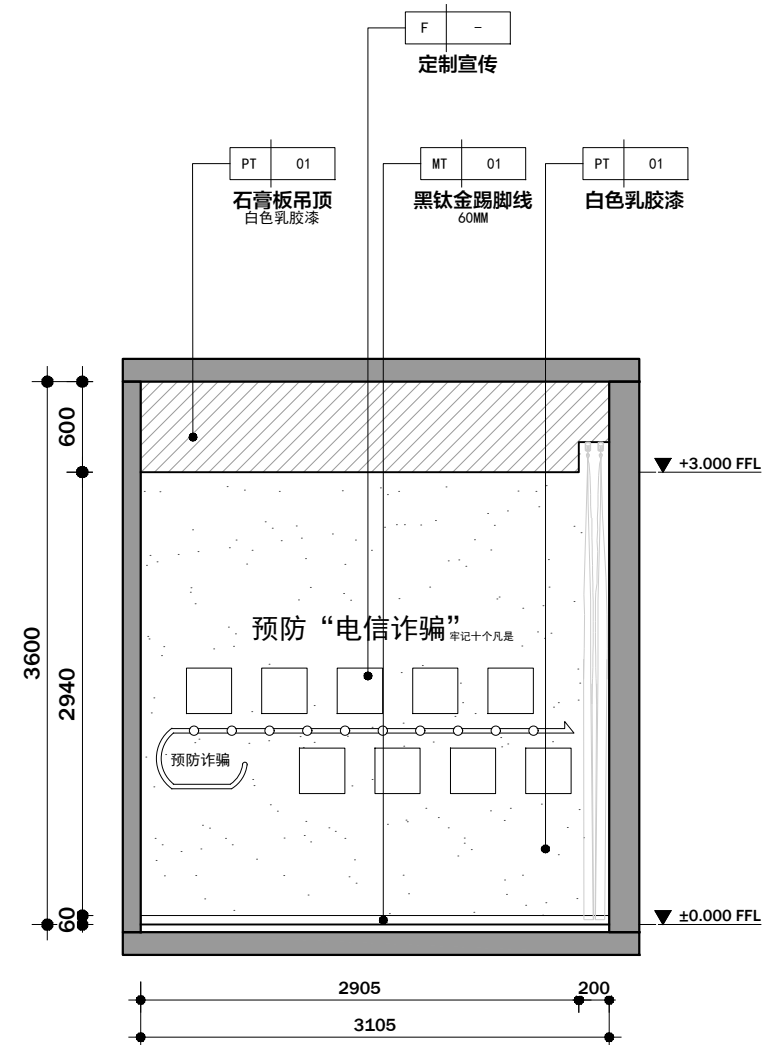 F -
定制宣传
PT 01
石膏板吊顶
白色乳胶漆
MT 01
黑钛金踢脚线
60MM
PT 01
白色乳胶漆
600
+3.000 FFL
3600
2940
预防“电信诈骗”牢记十个凡是
预防诈骗
60
±0.000 FFL
2905
200
3105